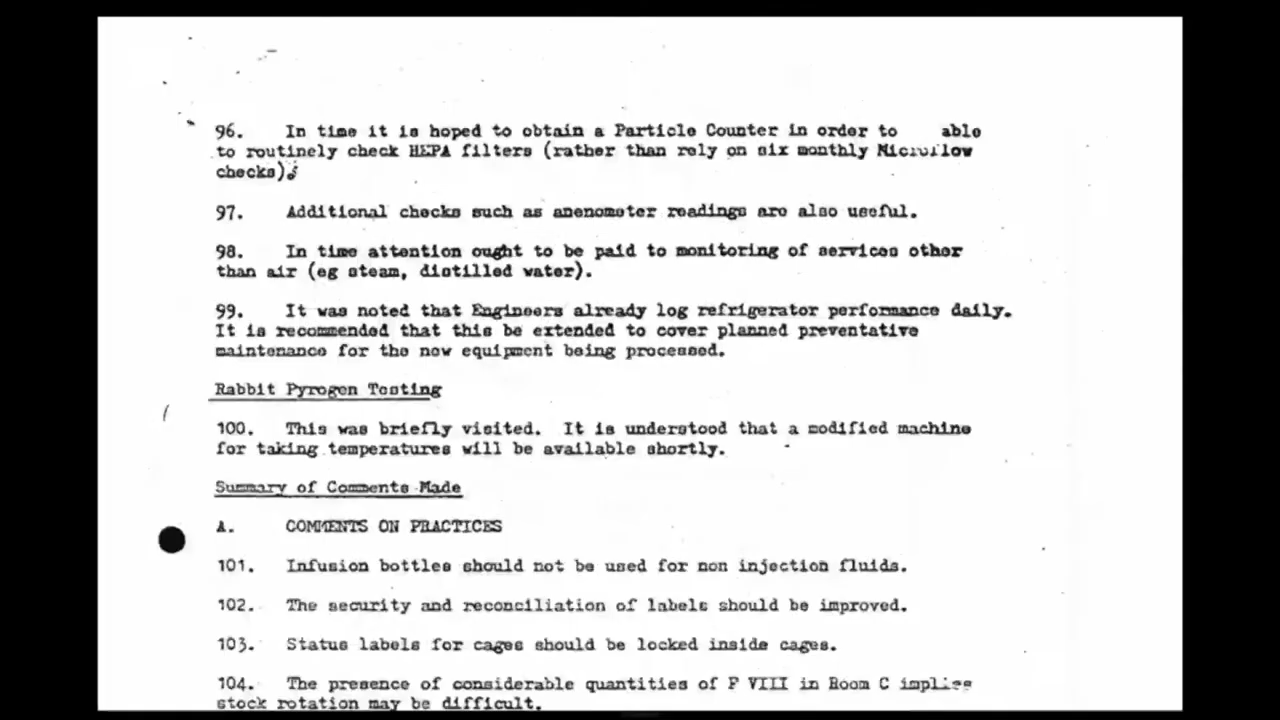 96. In time it is hoped to obtain a Particle Counter in order to able
to routinely check HEPA filters (rather than rely on six monthly Microflow
checks).
97. Additional checks such as anenometer readings are also useful.
98. In time attention ought to be paid to monitoring of services other
than air (eg steam, distilled water).
99. It was noted that Engineers already log refrigerator performance daily.
It is recommended that this be extended to cover planned preventative
maintenance for the new equipment being processed.
Rabbit Pyrogen Testing
100. This was briefly visited. It is understood that a modified machine
for taking temperatures will be available shortly.
Summary of Comments Made
A. COMMENTS ON PRACTICES
101. Infusion bottles should not be used for non injection fluids.
102. The security and reconciliation of labels should be improved.
103. Status labels for cages should be locked inside cages.
104. The presence of considerable quantities of F VIII in Room C implies
stock rotation may be difficult.